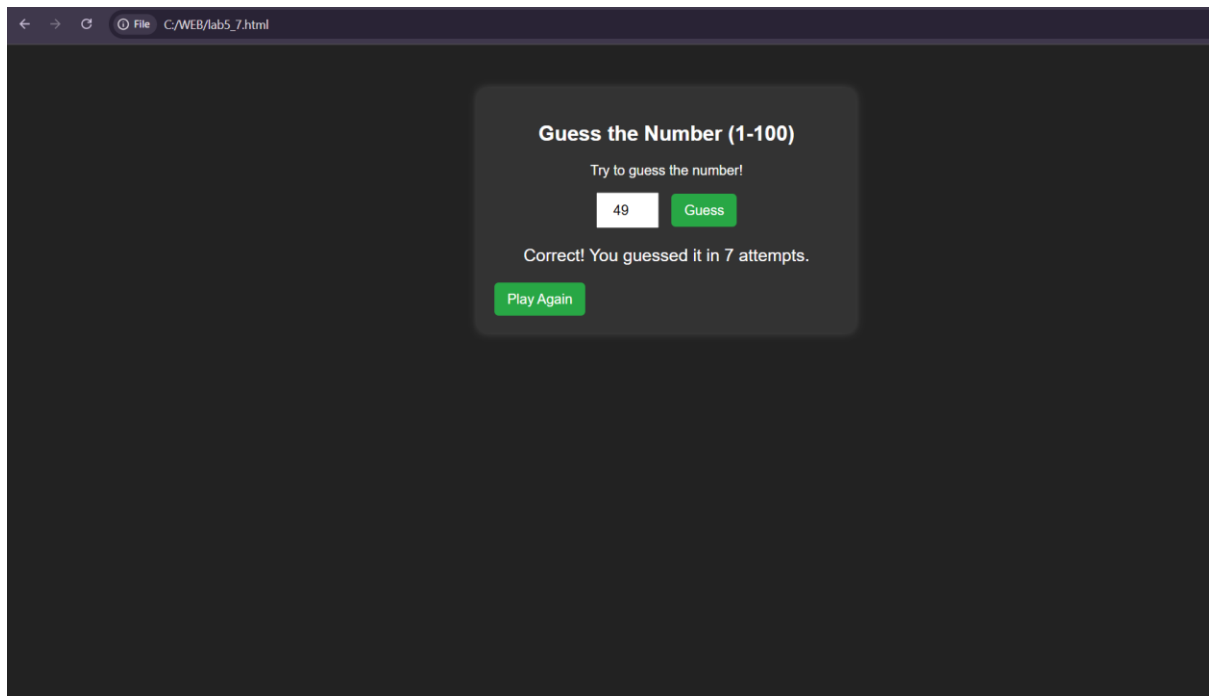 File C:/WEB/lab5_7.html
Guess the Number (1-100)
Try to guess the number!
49 Guess
Correct! You guessed it in 7 attempts.
Play Again